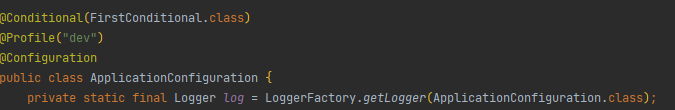 @Conditional(FirstConditional.class)
@Profile("dev")
@Configuration
public class ApplicationConfiguration {
    private static final Logger log = LoggerFactory.getLogger(ApplicationConfiguration.class);